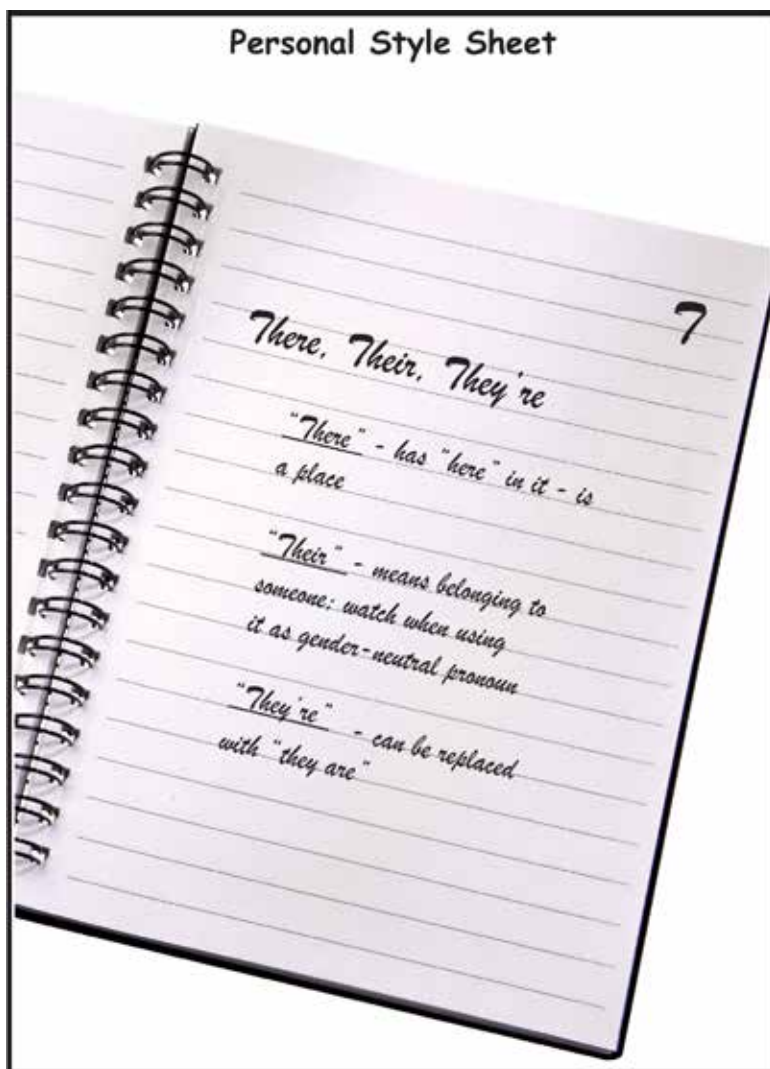 Personal Style Sheet
T
There, Their, They're
"There" - has "here" in it - is
a place
"Their" - means belonging to
someone; watch when using
it as gender-neutral pronoun
"They're" - can be replaced
with "they are"